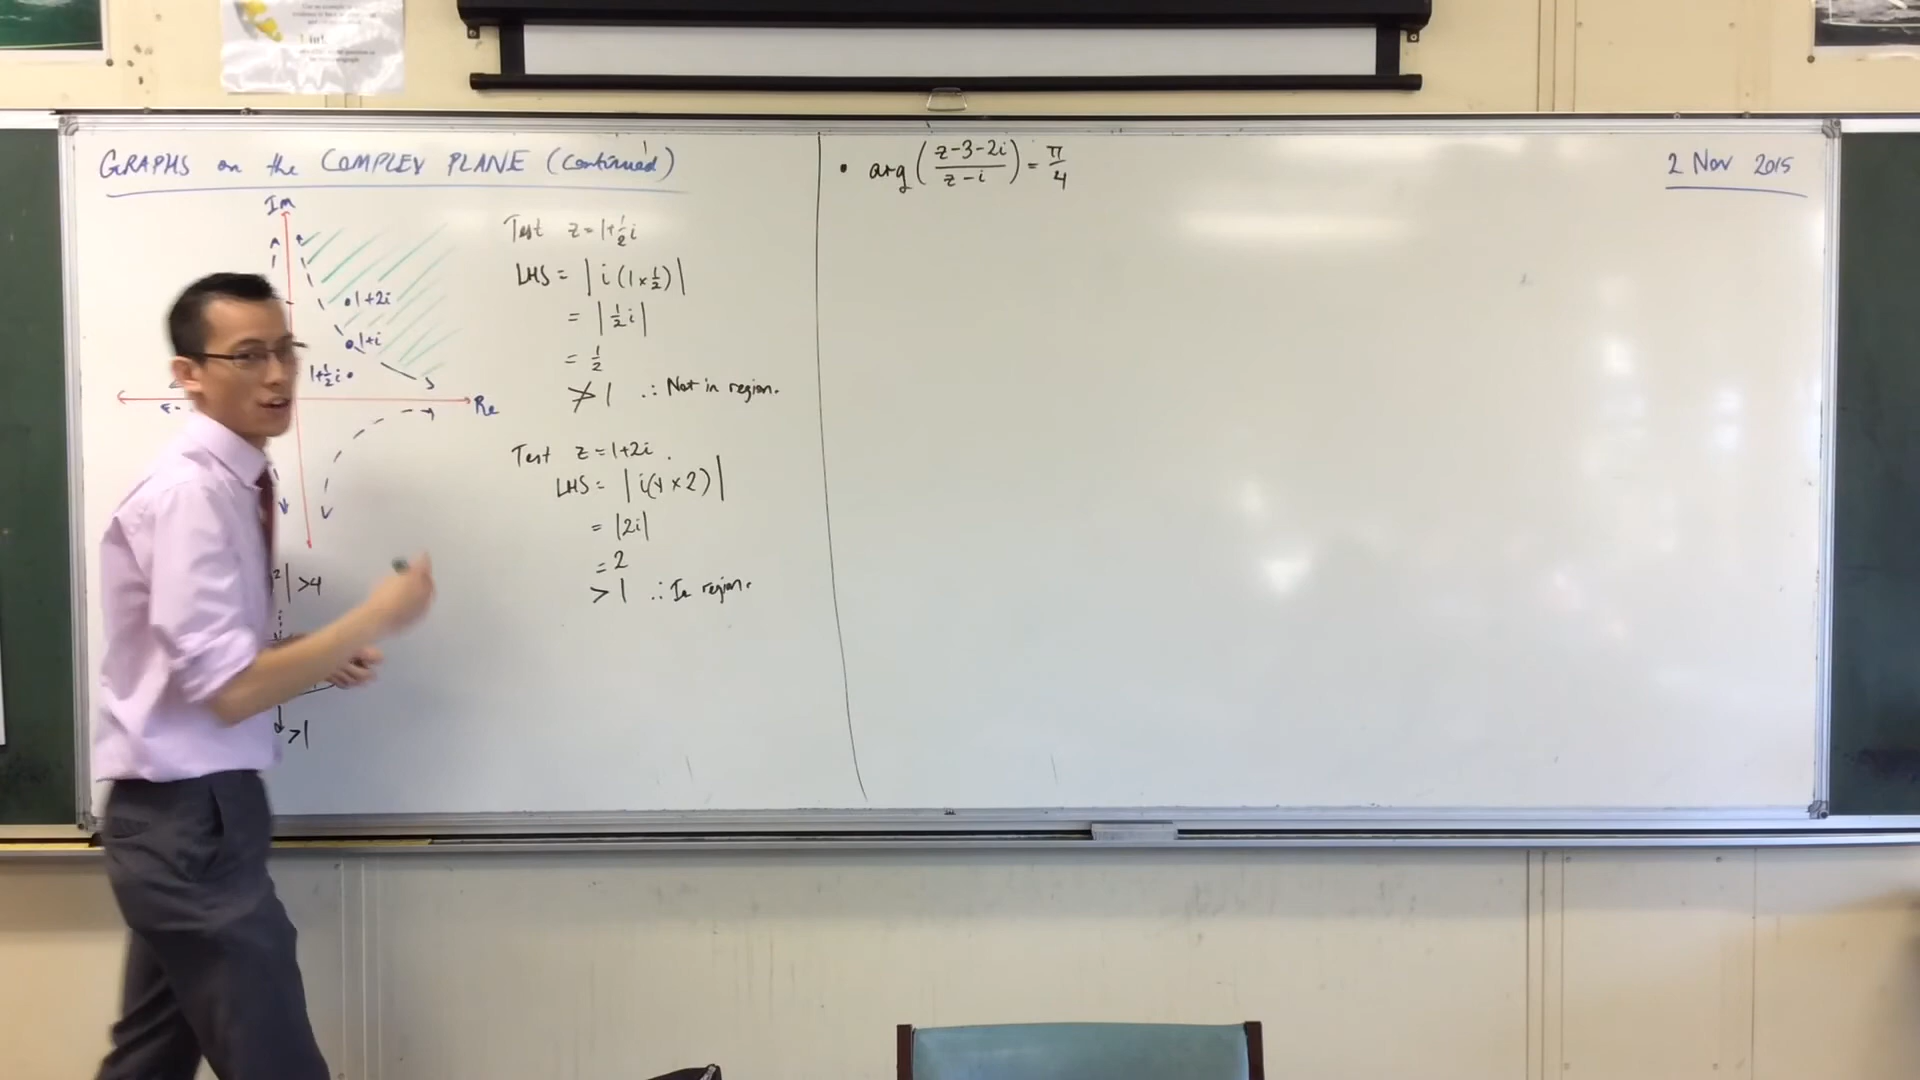 GRAPHS on the COMPLEX PLANE (Continued)
Im
1+2i
1+i
1+½i
Re
²|>4
>1
Test z=1+½i
LHS = |i(1×½)|
= |½i|
= ½
≯ 1 ∴ Not in region.
Test z=1+2i.
LHS = |i(1×2)|
= |2i|
= 2
> 1 ∴ In region.
• arg((z-3-2i)/(z-i)) = π/4
2 Nov 2015